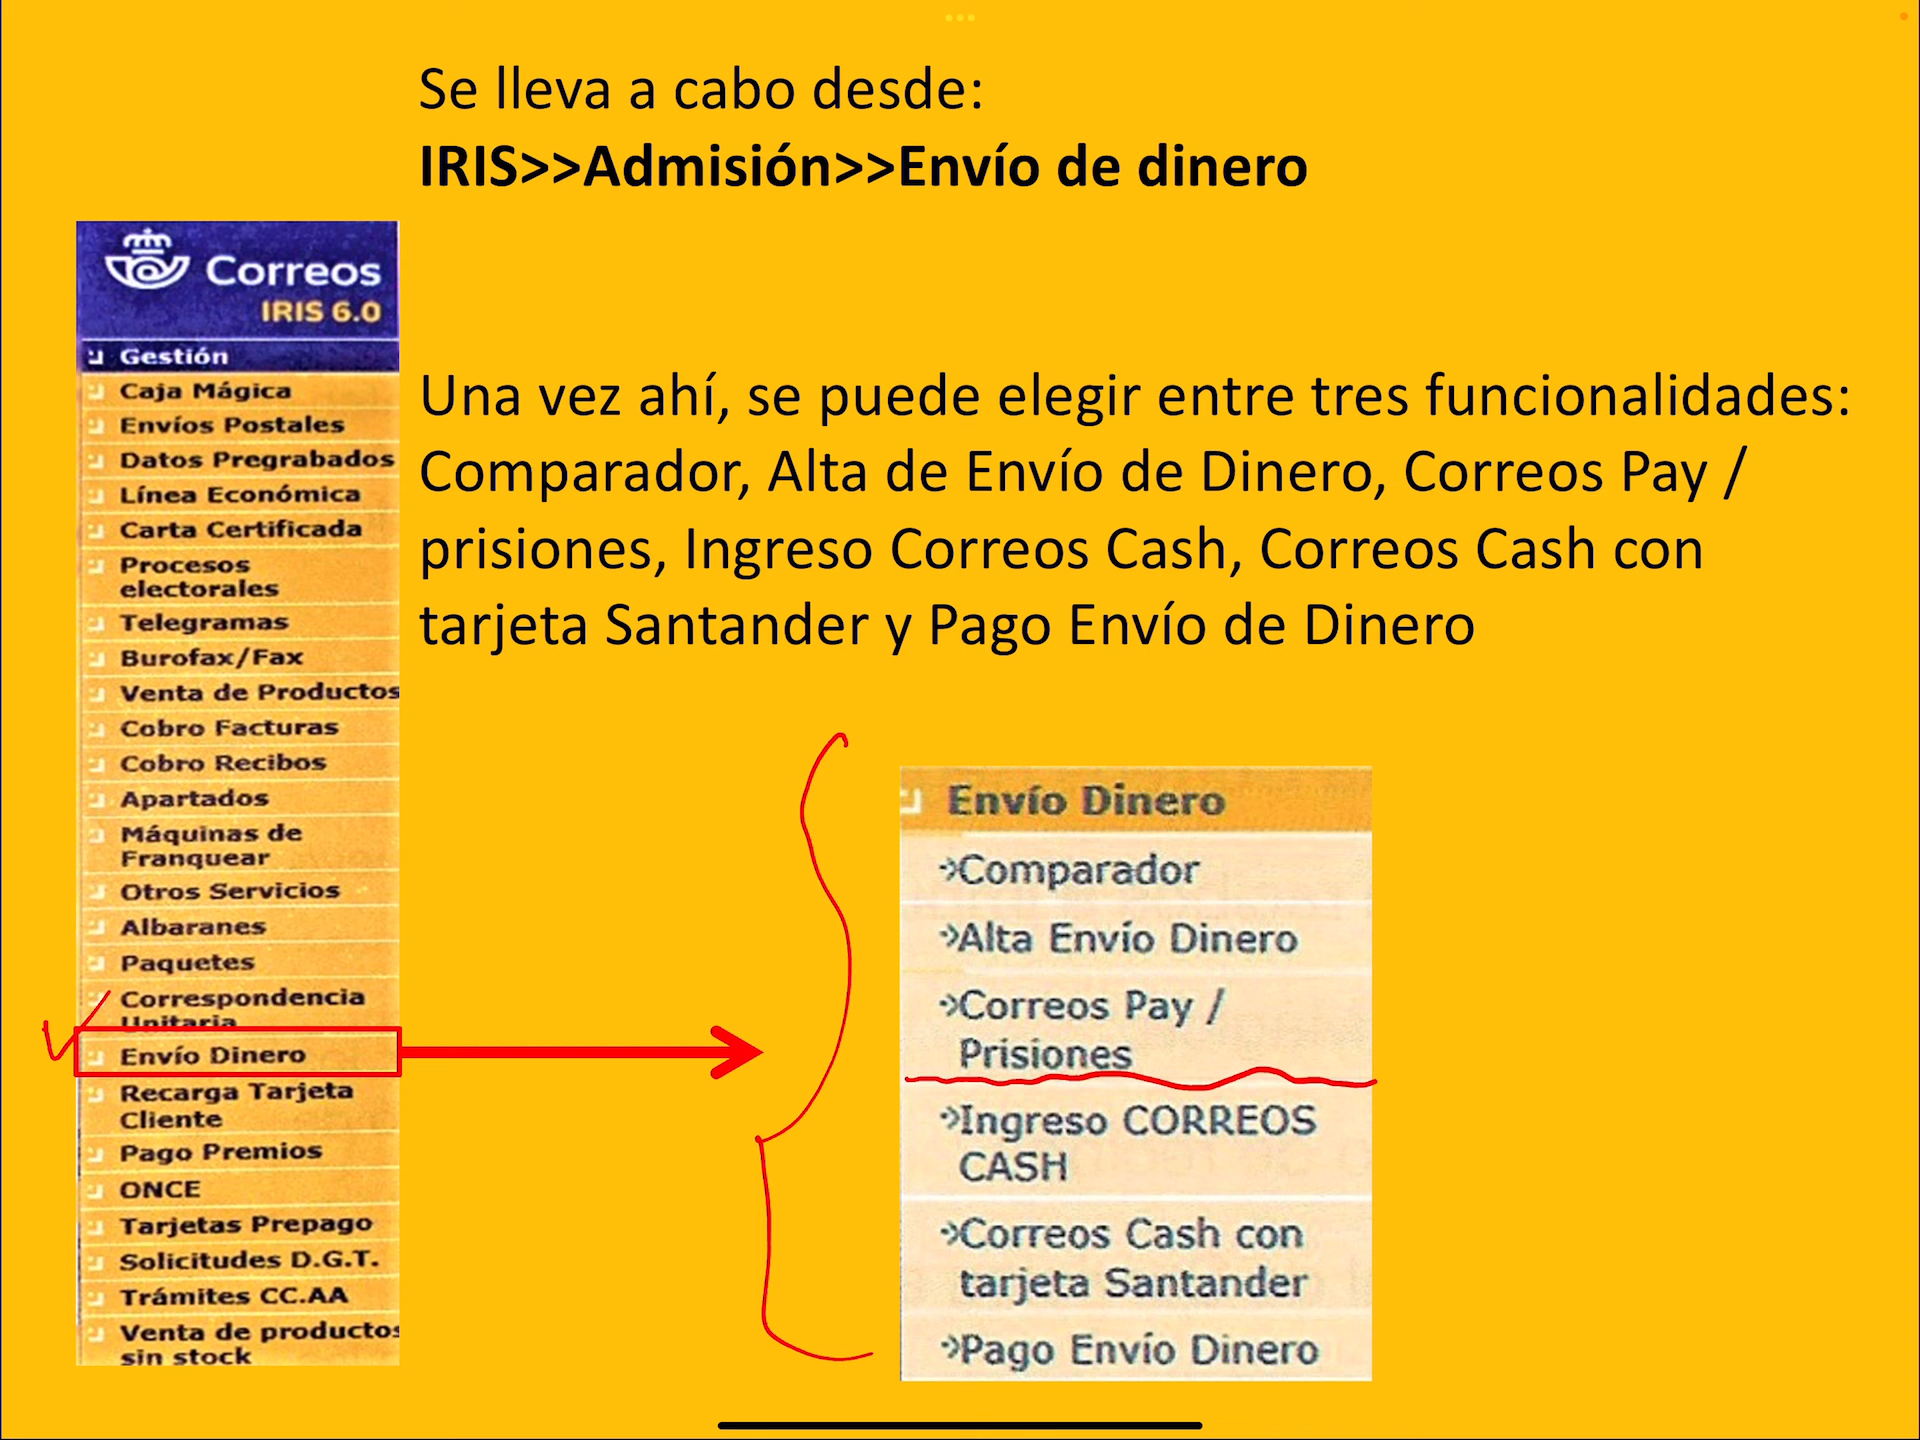 Se lleva a cabo desde:
IRIS>>Admisión>>Envío de dinero
Correos
IRIS 6.0
Gestión
Caja Mágica
Envíos Postales
Datos Pregrabados
Línea Económica
Carta Certificada
Procesos
electorales
Telegramas
Burofax/Fax
Venta de Productos
Cobro Facturas
Cobro Recibos
Apartados
Máquinas de
Franquear
Otros Servicios
Albaranes
Paquetes
Correspondencia
Unitaria
Envío Dinero
Recarga Tarjeta
Cliente
Pago Premios
ONCE
Tarjetas Prepago
Solicitudes D.G.T.
Trámites CC.AA
Venta de productos
sin stock
Una vez ahí, se puede elegir entre tres funcionalidades:
Comparador, Alta de Envío de Dinero, Correos Pay /
prisiones, Ingreso Correos Cash, Correos Cash con
tarjeta Santander y Pago Envío de Dinero
Envío Dinero
Comparador
Alta Envío Dinero
Correos Pay /
Prisiones
Ingreso CORREOS
CASH
Correos Cash con
tarjeta Santander
Pago Envío Dinero